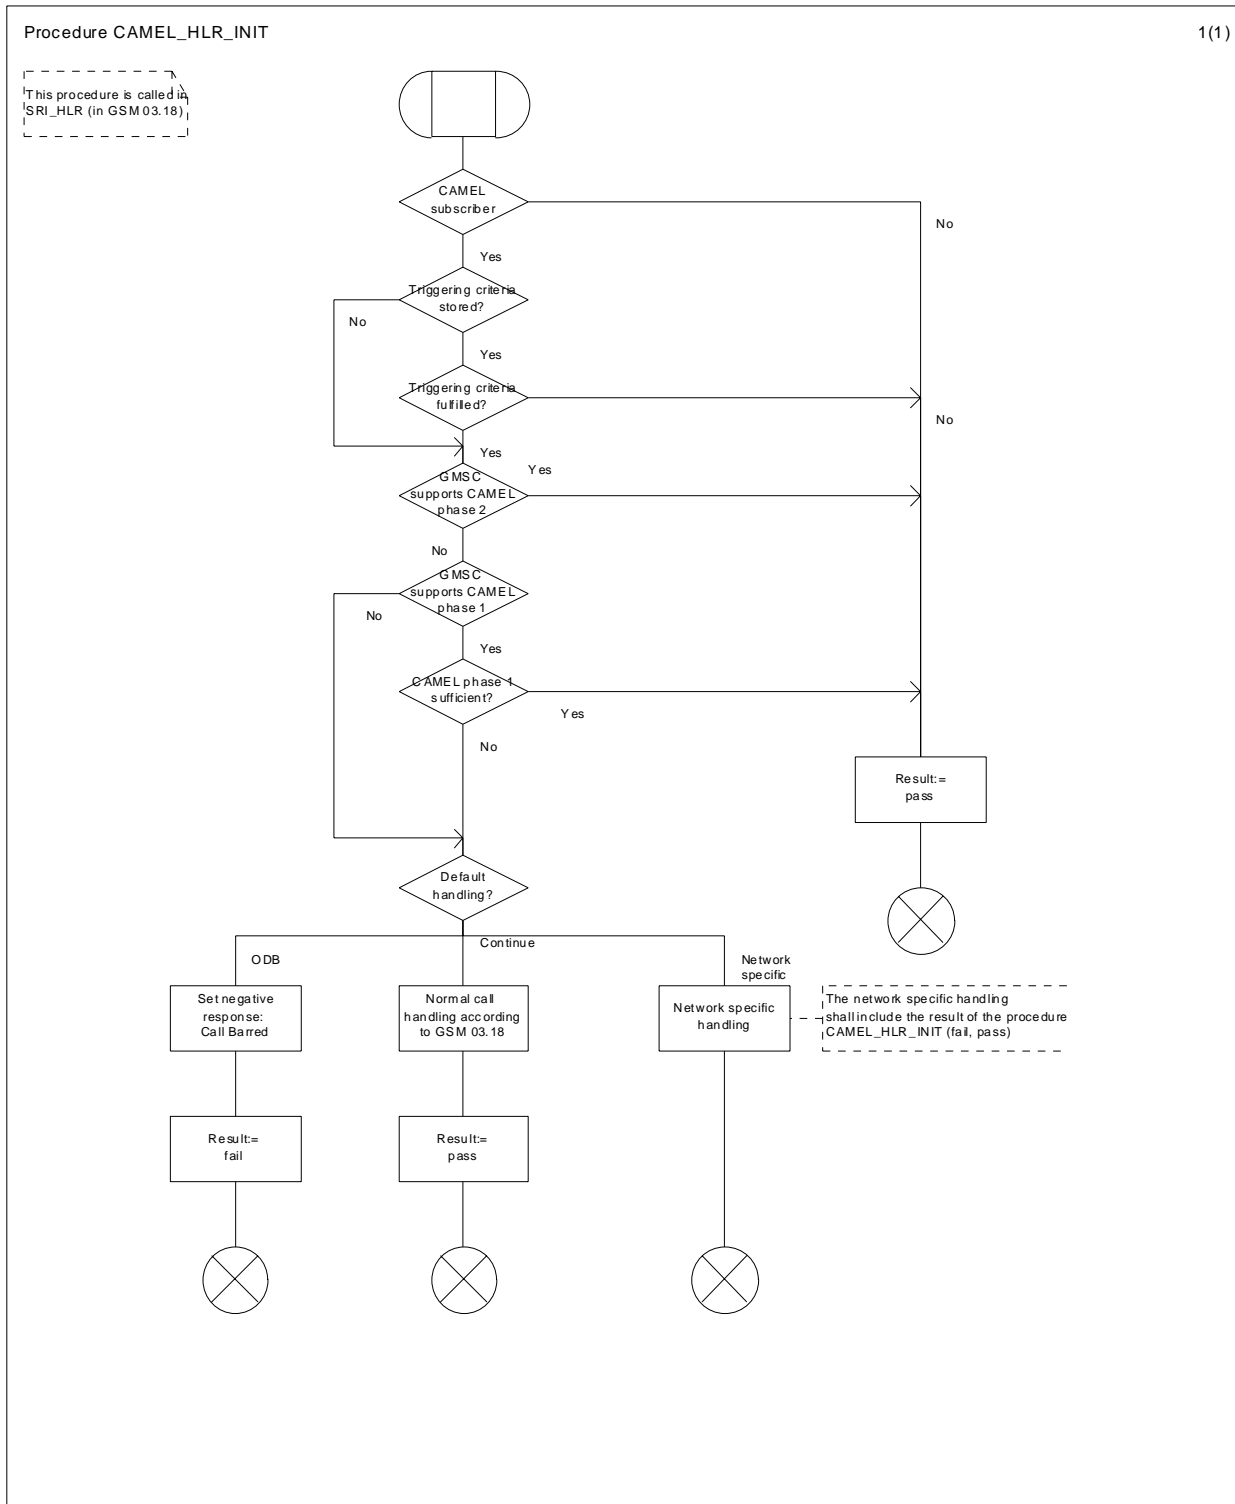 Procedure CAMEL_HLR_INIT
1(1)
This procedure is called in
SRI_HLR (in GSM 03.18)
CAMEL
subscriber
No
Yes
Triggering criteria
stored?
No
Yes
Triggering criteria
fulfilled?
No
Yes
GMSC
supports CAMEL
phase 2
Yes
No
GMSC
supports CAMEL
phase 1
No
Yes
CAMEL phase 1
sufficient?
Yes
No
Result:=
pass
Default
handling?
ODB
Continue
Network
specific
Set negative
response:
Call Barred
Normal call
handling according
to GSM 03.18
Network specific
handling
The network specific handling
shall include the result of the procedure
CAMEL_HLR_INIT (fail, pass)
Result:=
fail
Result:=
pass